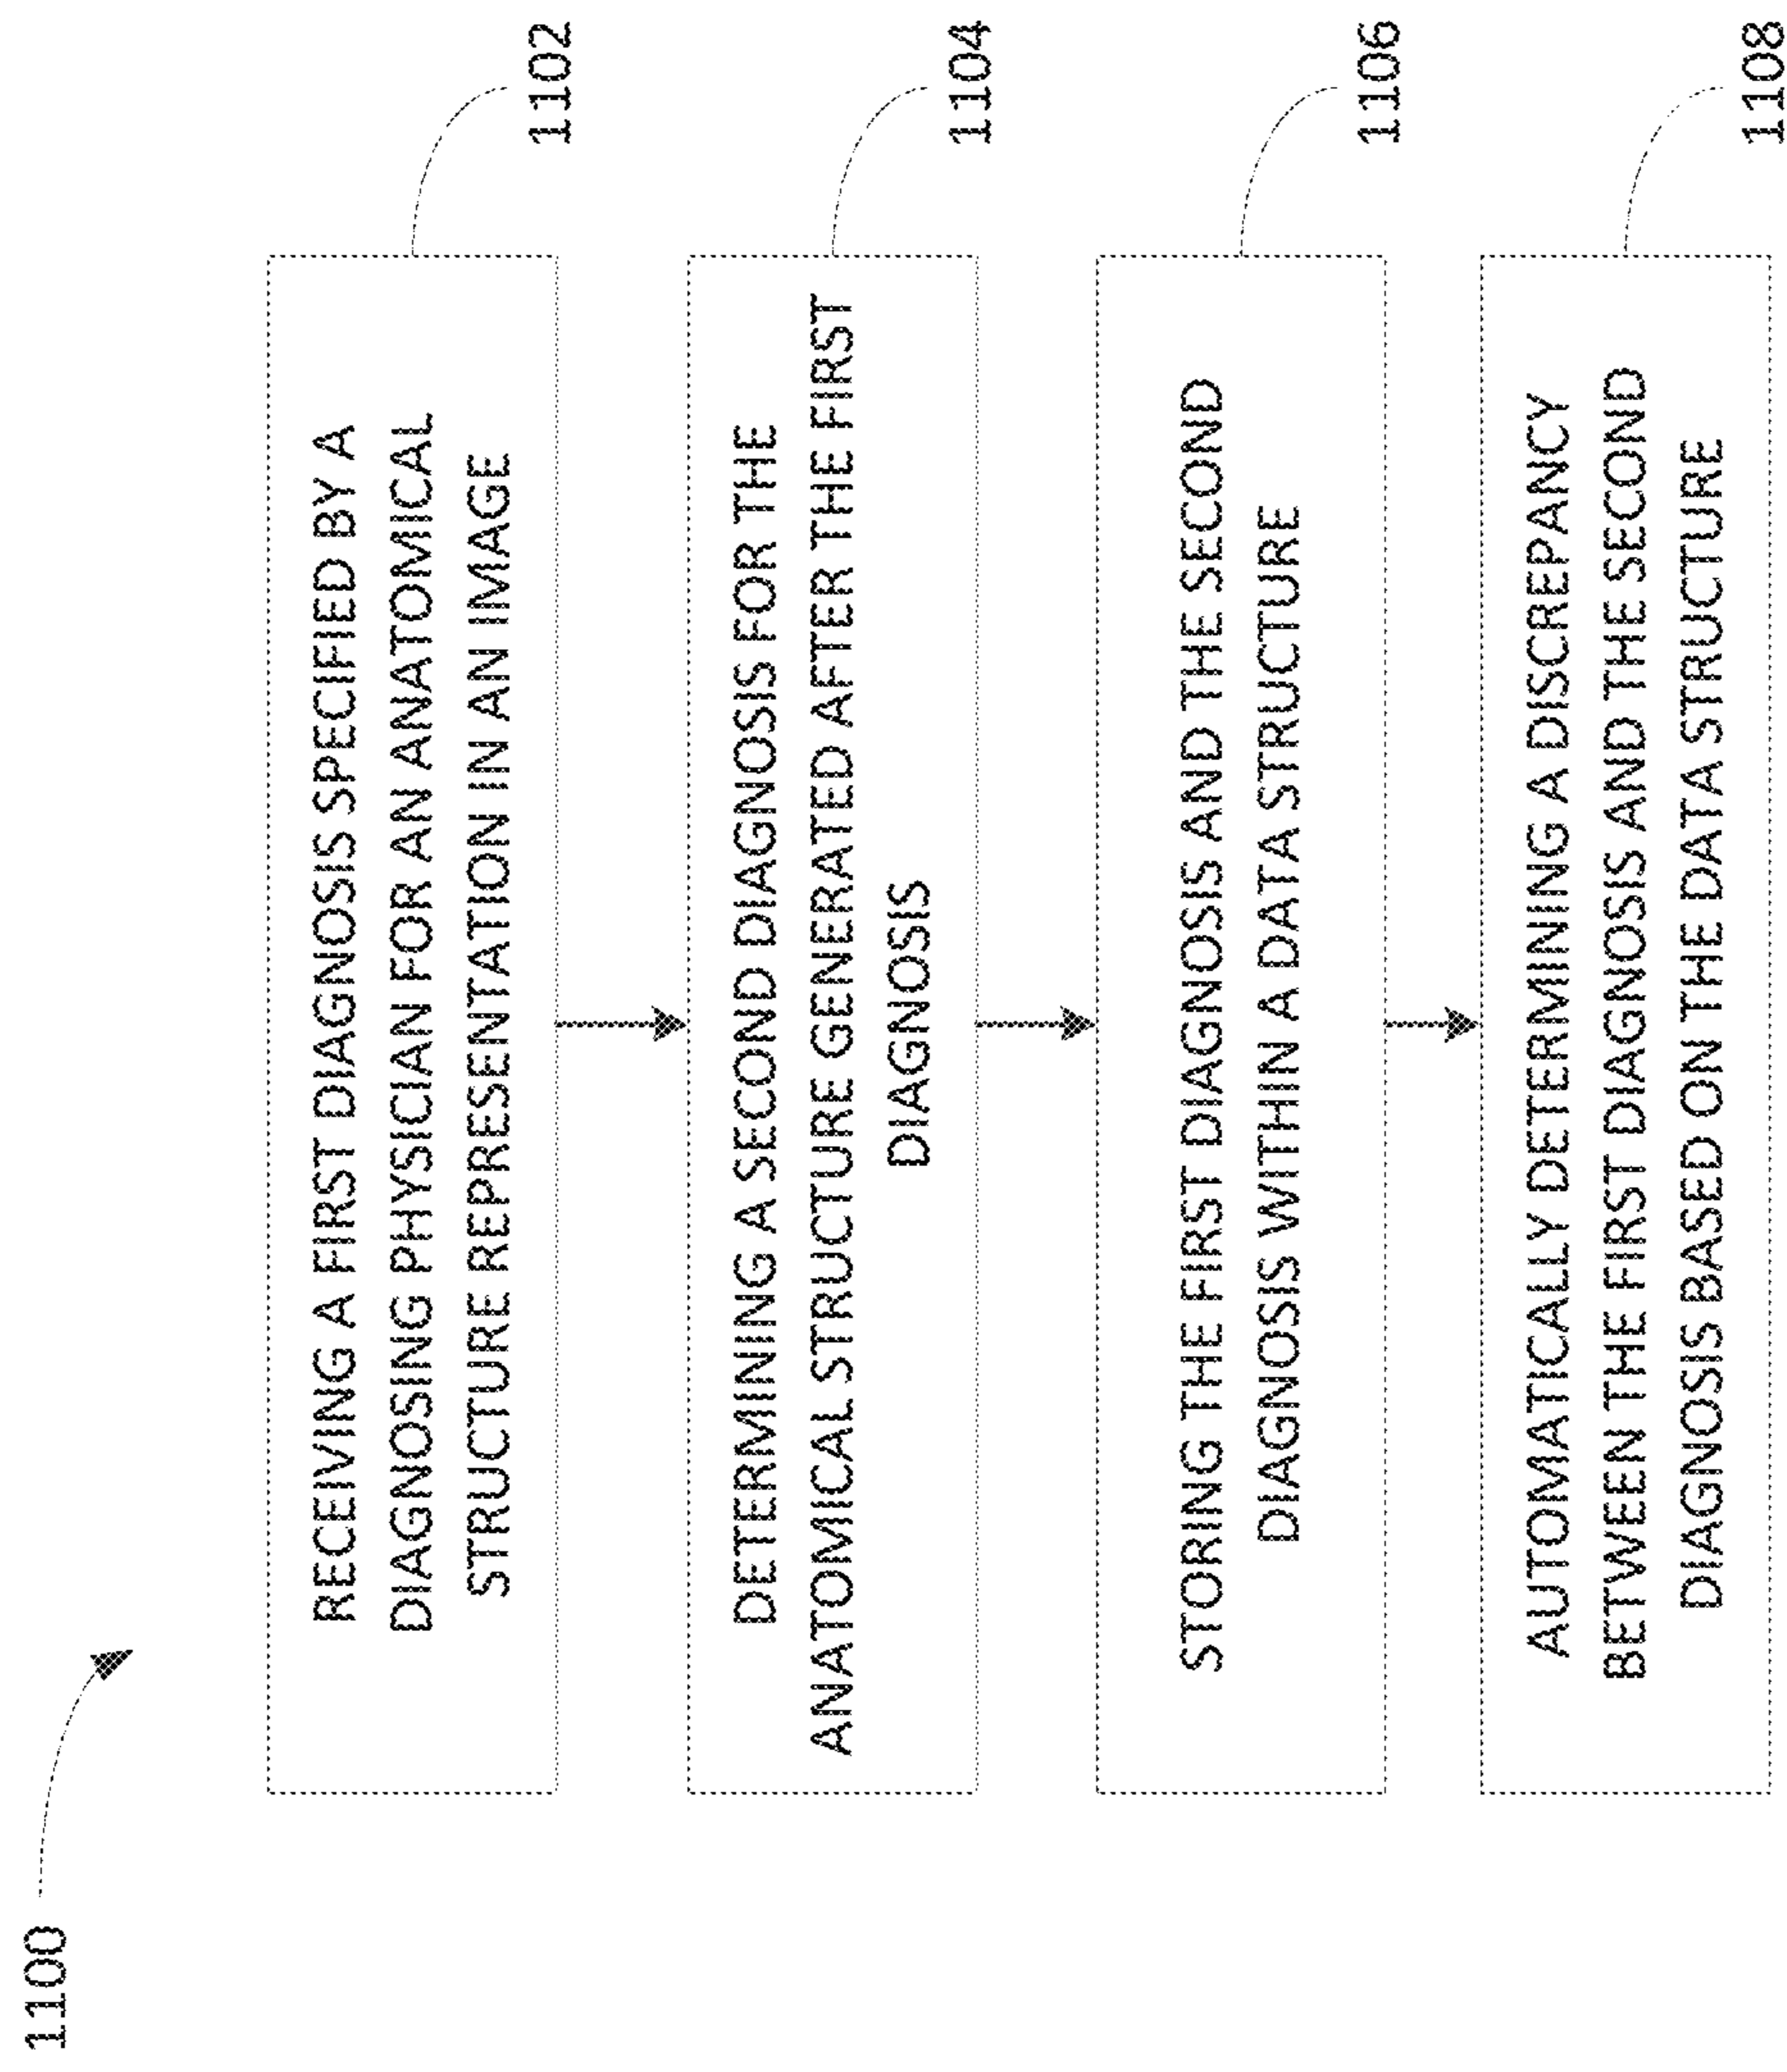 1100
RECEIVING A FIRST DIAGNOSIS SPECIFIED BY A
DIAGNOSING PHYSICIAN FOR AN ANATOMICAL
STRUCTURE REPRESENTATION IN AN IMAGE
1102
DETERMINING A SECOND DIAGNOSIS FOR THE
ANATOMICAL STRUCTURE GENERATED AFTER THE FIRST
DIAGNOSIS
1104
STORING THE FIRST DIAGNOSIS AND THE SECOND
DIAGNOSIS WITHIN A DATA STRUCTURE
1106
AUTOMATICALLY DETERMINING A DISCREPANCY
BETWEEN THE FIRST DIAGNOSIS AND THE SECOND
DIAGNOSIS BASED ON THE DATA STRUCTURE
1108